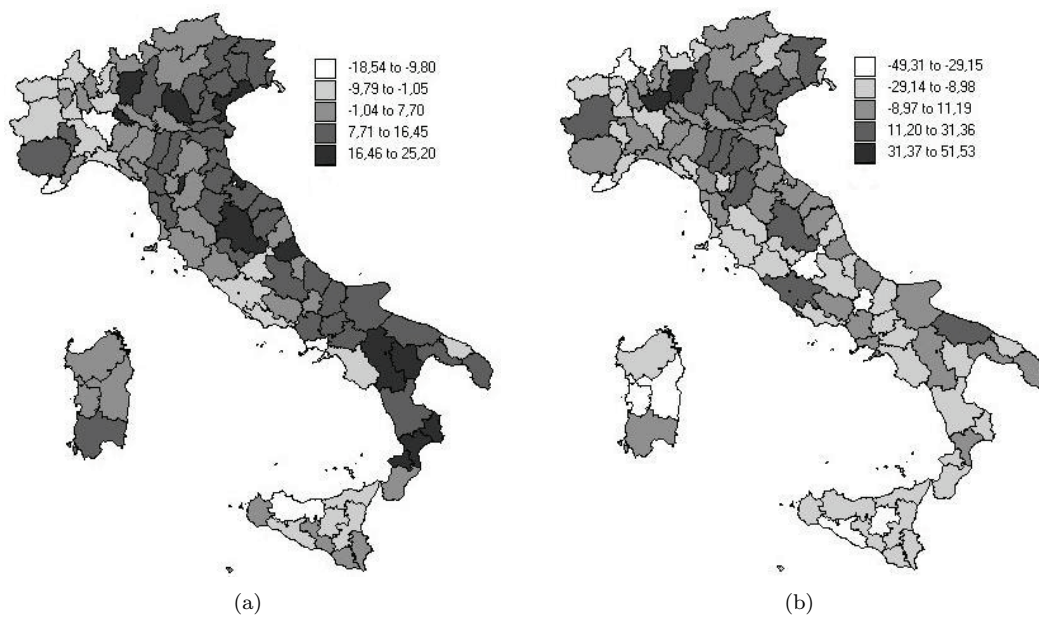 -18,54 to -9,80
-9,79 to -1,05
-1,04 to 7,70
7,71 to 16,45
16,46 to 25,20
-49,31 to -29,15
-29,14 to -8,98
-8,97 to 11,19
11,20 to 31,36
31,37 to 51,53
(a)
(b)